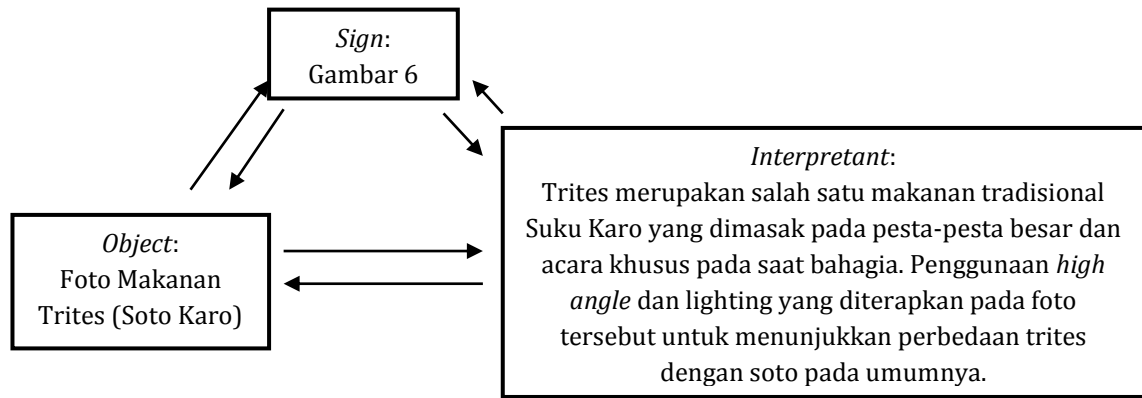 Sign:
Gambar 6
Object:
Foto Makanan
Trites (Soto Karo)
Interpretant:
Trites merupakan salah satu makanan tradisional
Suku Karo yang dimasak pada pesta-pesta besar dan
acara khusus pada saat bahagia. Penggunaan high
angle dan lighting yang diterapkan pada foto
tersebut untuk menunjukkan perbedaan trites
dengan soto pada umumnya.